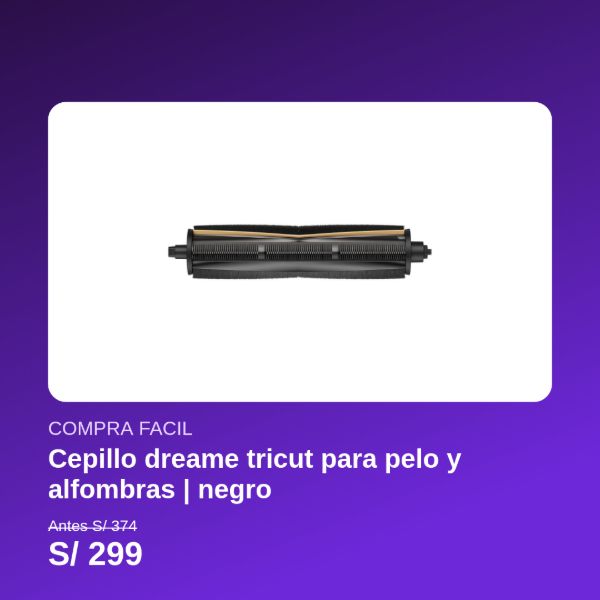 COMPRA FACIL
Cepillo dreame tricut para pelo y
alfombras | negro
Antes S/ 374
S/ 299